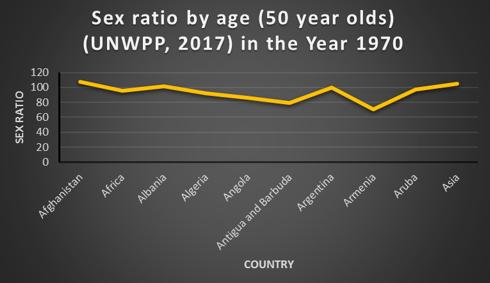 Sex ratio by age (50 year olds)
(UNWPP, 2017) in the Year 1970
SEX RATIO
120
100
80
60
40
20
0
Afghanistan
Africa
Albania
Algeria
Angola
Antigua and Barbuda
Argentina
Armenia
Aruba
Asia
COUNTRY